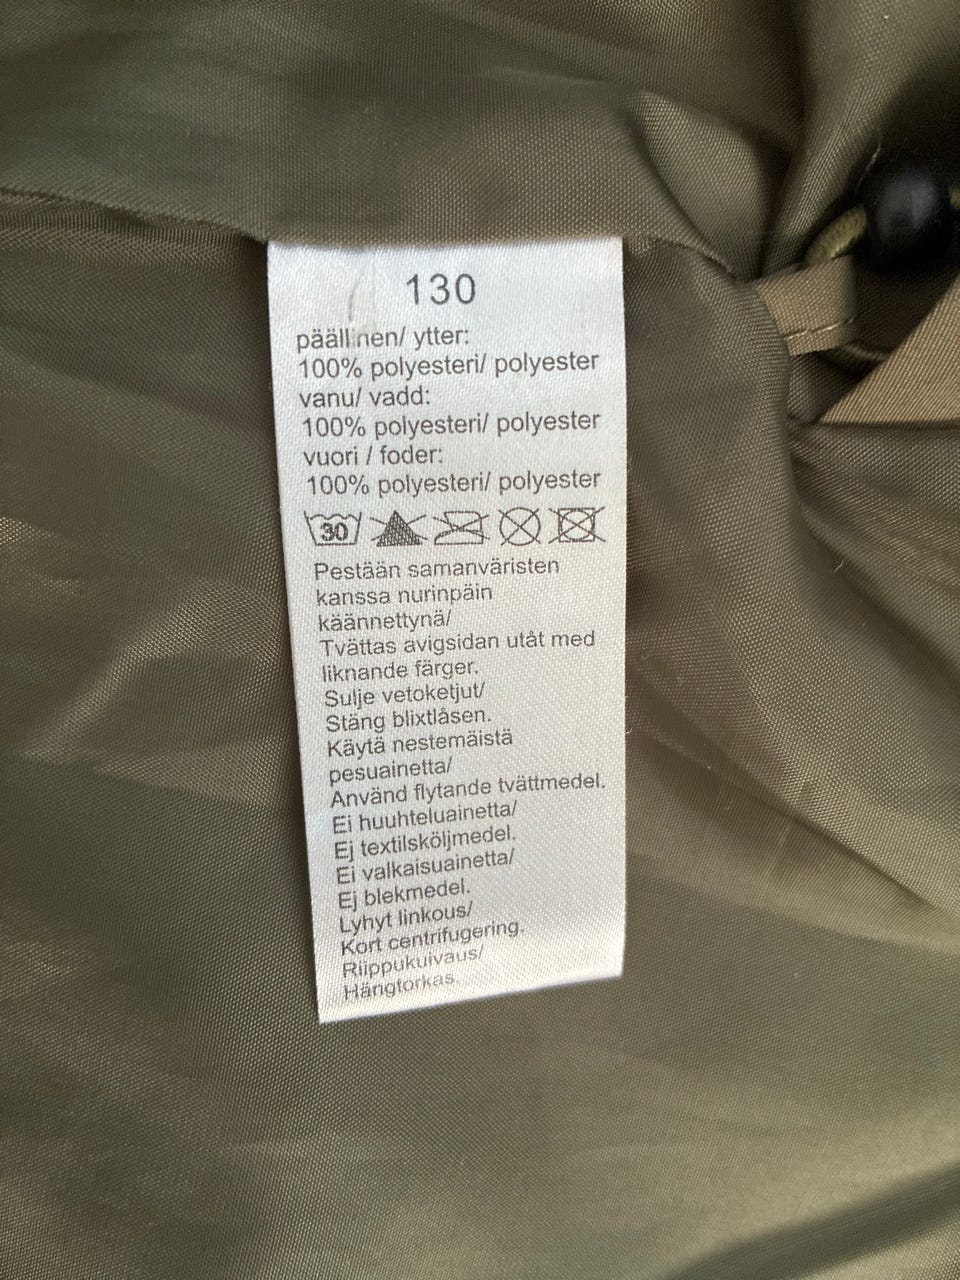 130
päällinen/ ytter:
100% polyesteri/ polyester
vanu/ vadd:
100% polyesteri/ polyester
vuori / foder:
100% polyesteri/ polyester
30
Pestään samanväristen
kanssa nurinpäin
käännettynä/
Tvättas avigsidan utåt med
liknande färger.
Sulje vetoketjut/
Stäng blixtlåsen.
Käytä nestemäistä
pesuainetta/
Använd flytande tvättmedel.
Ei huuhteluainetta/
Ej textilsköljmedel.
Ei valkaisuainetta/
Ej blekmedel.
Lyhyt linkous/
Kort centrifugering.
Riippukuivaus/
Hängtorkas.